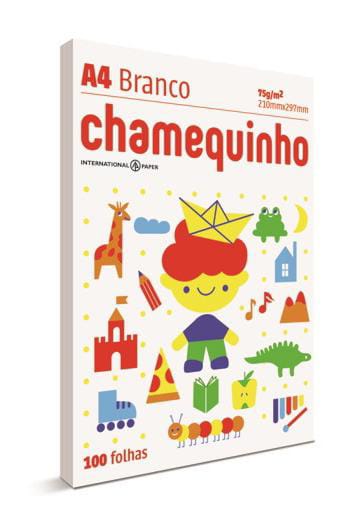 A4 Branco
75g/m²
210mmx297mm
chamequinho
INTERNATIONAL PAPER
100 folhas